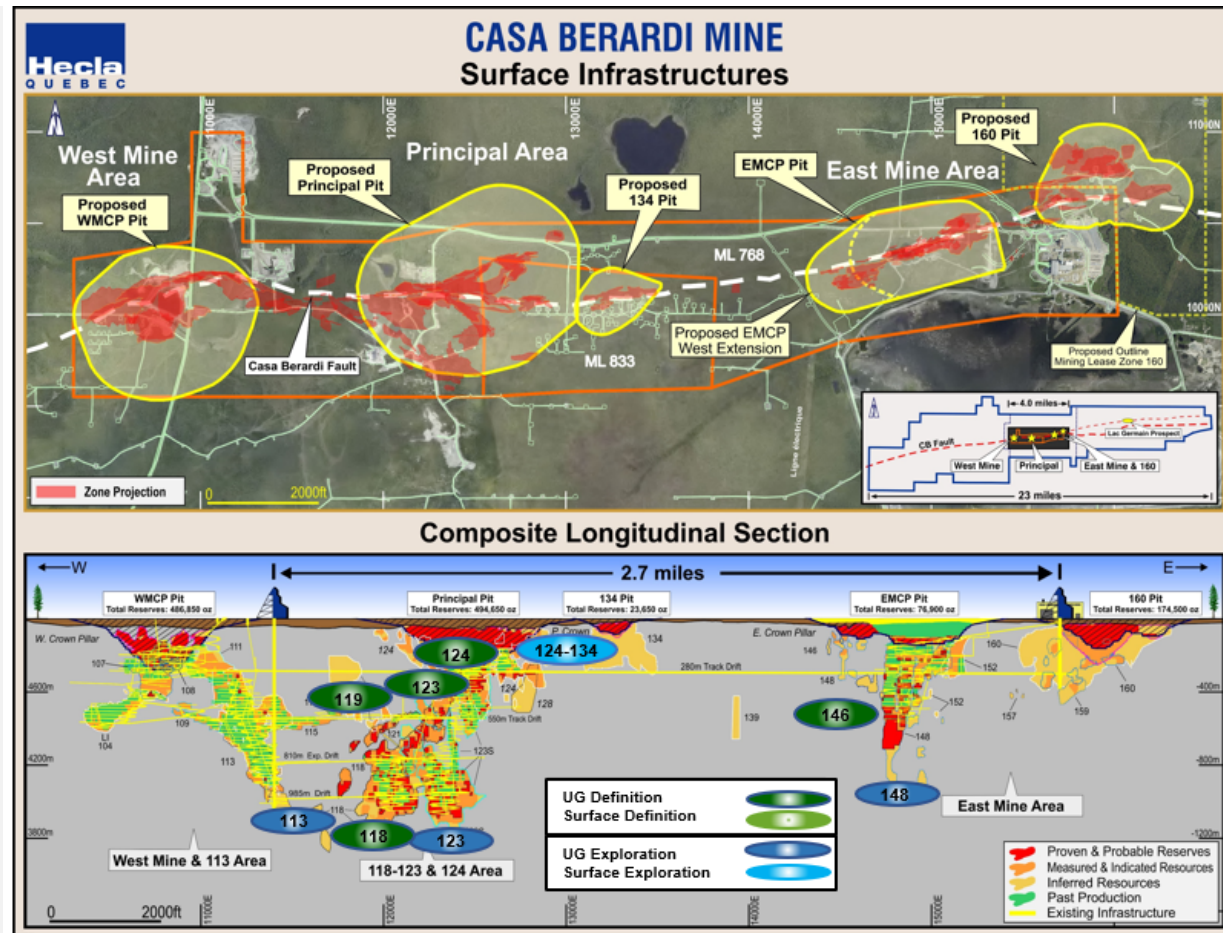 Hecla
QUEBEC
CASA BERARDI MINE
Surface Infrastructures
11000E
12000E
13000E
14000E
15000E
11000N
10000N
West Mine
Area
Principal Area
East Mine Area
Proposed
WMCP Pit
Proposed
Principal Pit
Proposed
134 Pit
EMCP Pit
Proposed
160 Pit
ML 768
ML 833
Casa Berardi Fault
Proposed EMCP
West Extension
Proposed Outline
Mining Lease Zone 160
Ligne électrique
Zone Projection
0 2000ft
4.0 miles
CB Fault
Lac Germain Prospect
West Mine
Principal
East Mine & 160
23 miles
Composite Longitudinal Section
W
2.7 miles
E
WMCP Pit
Total Reserves: 486,850 oz
Principal Pit
Total Reserves: 494,650 oz
134 Pit
Total Reserves: 23,650 oz
EMCP Pit
Total Reserves: 76,900 oz
160 Pit
Total Reserves: 174,500 oz
W. Crown Pillar
P. Crown
E. Crown Pillar
111
124
124
124-134
134
146
160
107
108
119
123
124
128
280m Track Drift
148
152
160
4600m
-400m
109
LI
104
115
550m Track Drift
139
146
152
157
159
121
113
810m Exp. Drift
118
123S
148
4200m
-800m
985m Drift
118
148
113
118
123
3800m
-1200m
West Mine & 113 Area
118-123 & 124 Area
East Mine Area
UG Definition
Surface Definition
UG Exploration
Surface Exploration
Proven & Probable Reserves
Measured & Indicated Resources
Inferred Resources
Past Production
Existing Infrastructure
0 2000ft
11000E
12000E
13000E
14000E
15000E